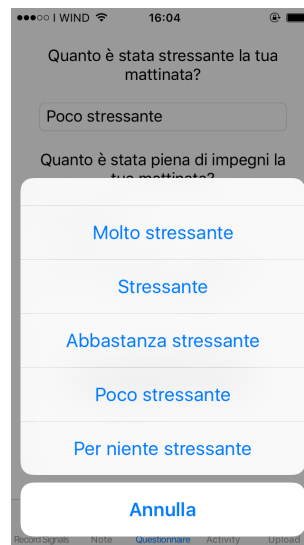 I WIND
16:04
Quanto è stata stressante la tua
mattinata?
Poco stressante
Quanto è stata piena di impegni la
tua mattinata?
Molto stressante
Stressante
Abbastanza stressante
Poco stressante
Per niente stressante
Annulla
Record Signals Note Questionnaire Activity Upload